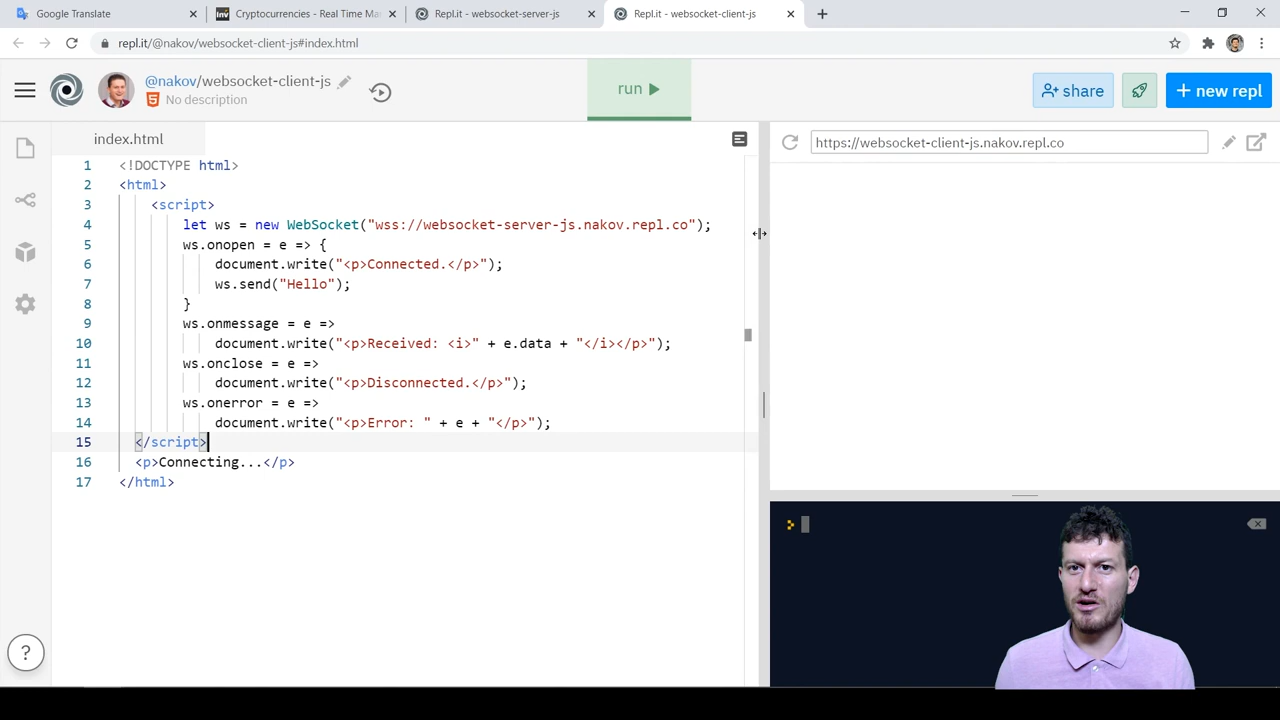 Google Translate
Inv
Cryptocurrencies - Real Time Ma
Repl.it - websocket-server-js
Repl.it - websocket-client-js
repl.it/@nakov/websocket-client-js#index.html
@nakov/websocket-client-js
No description
run
share
+ new repl
index.html
https://websocket-client-js.nakov.repl.co
1 <!DOCTYPE html>
2 <html>
3 <script>
4 let ws = new WebSocket("wss://websocket-server-js.nakov.repl.co");
5 ws.onopen = e => {
6 document.write("<p>Connected.</p>");
7 ws.send("Hello");
8 }
9 ws.onmessage = e =>
10 document.write("<p>Received: <i>" + e.data + "</i></p>");
11 ws.onclose = e =>
12 document.write("<p>Disconnected.</p>");
13 ws.onerror = e =>
14 document.write("<p>Error: " + e + "</p>");
15 </script>
16 <p>Connecting...</p>
17 </html>
?